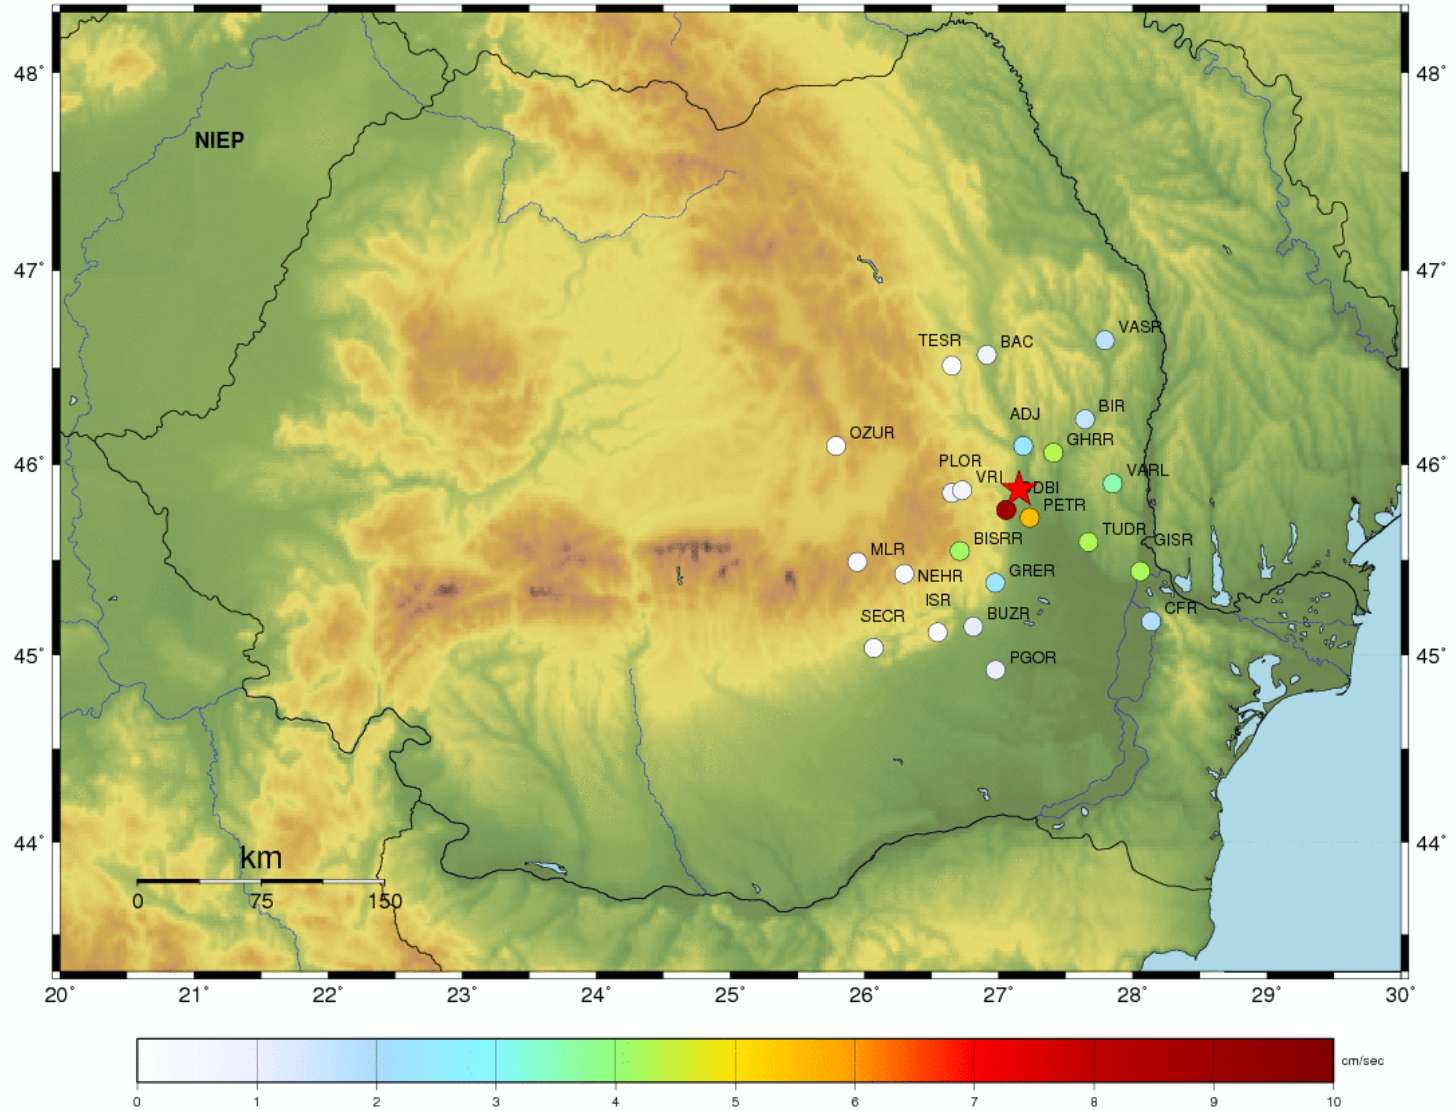 48˚ 48˚
NIEP
47˚ 47˚
VASR
TESR BAC
ADJ BIR
OZUR GHRR
46˚ 46˚
PLOR VARL
VRI DBI
PETR
TUDR GISR
BISRR
MLR
NEHR GRER
ISR
SECR BUZR CFR
45˚ 45˚
PGOR
44˚ 44˚
km
0 75 150
20˚ 21˚ 22˚ 23˚ 24˚ 25˚ 26˚ 27˚ 28˚ 29˚ 30˚
cm/sec
0 1 2 3 4 5 6 7 8 9 10